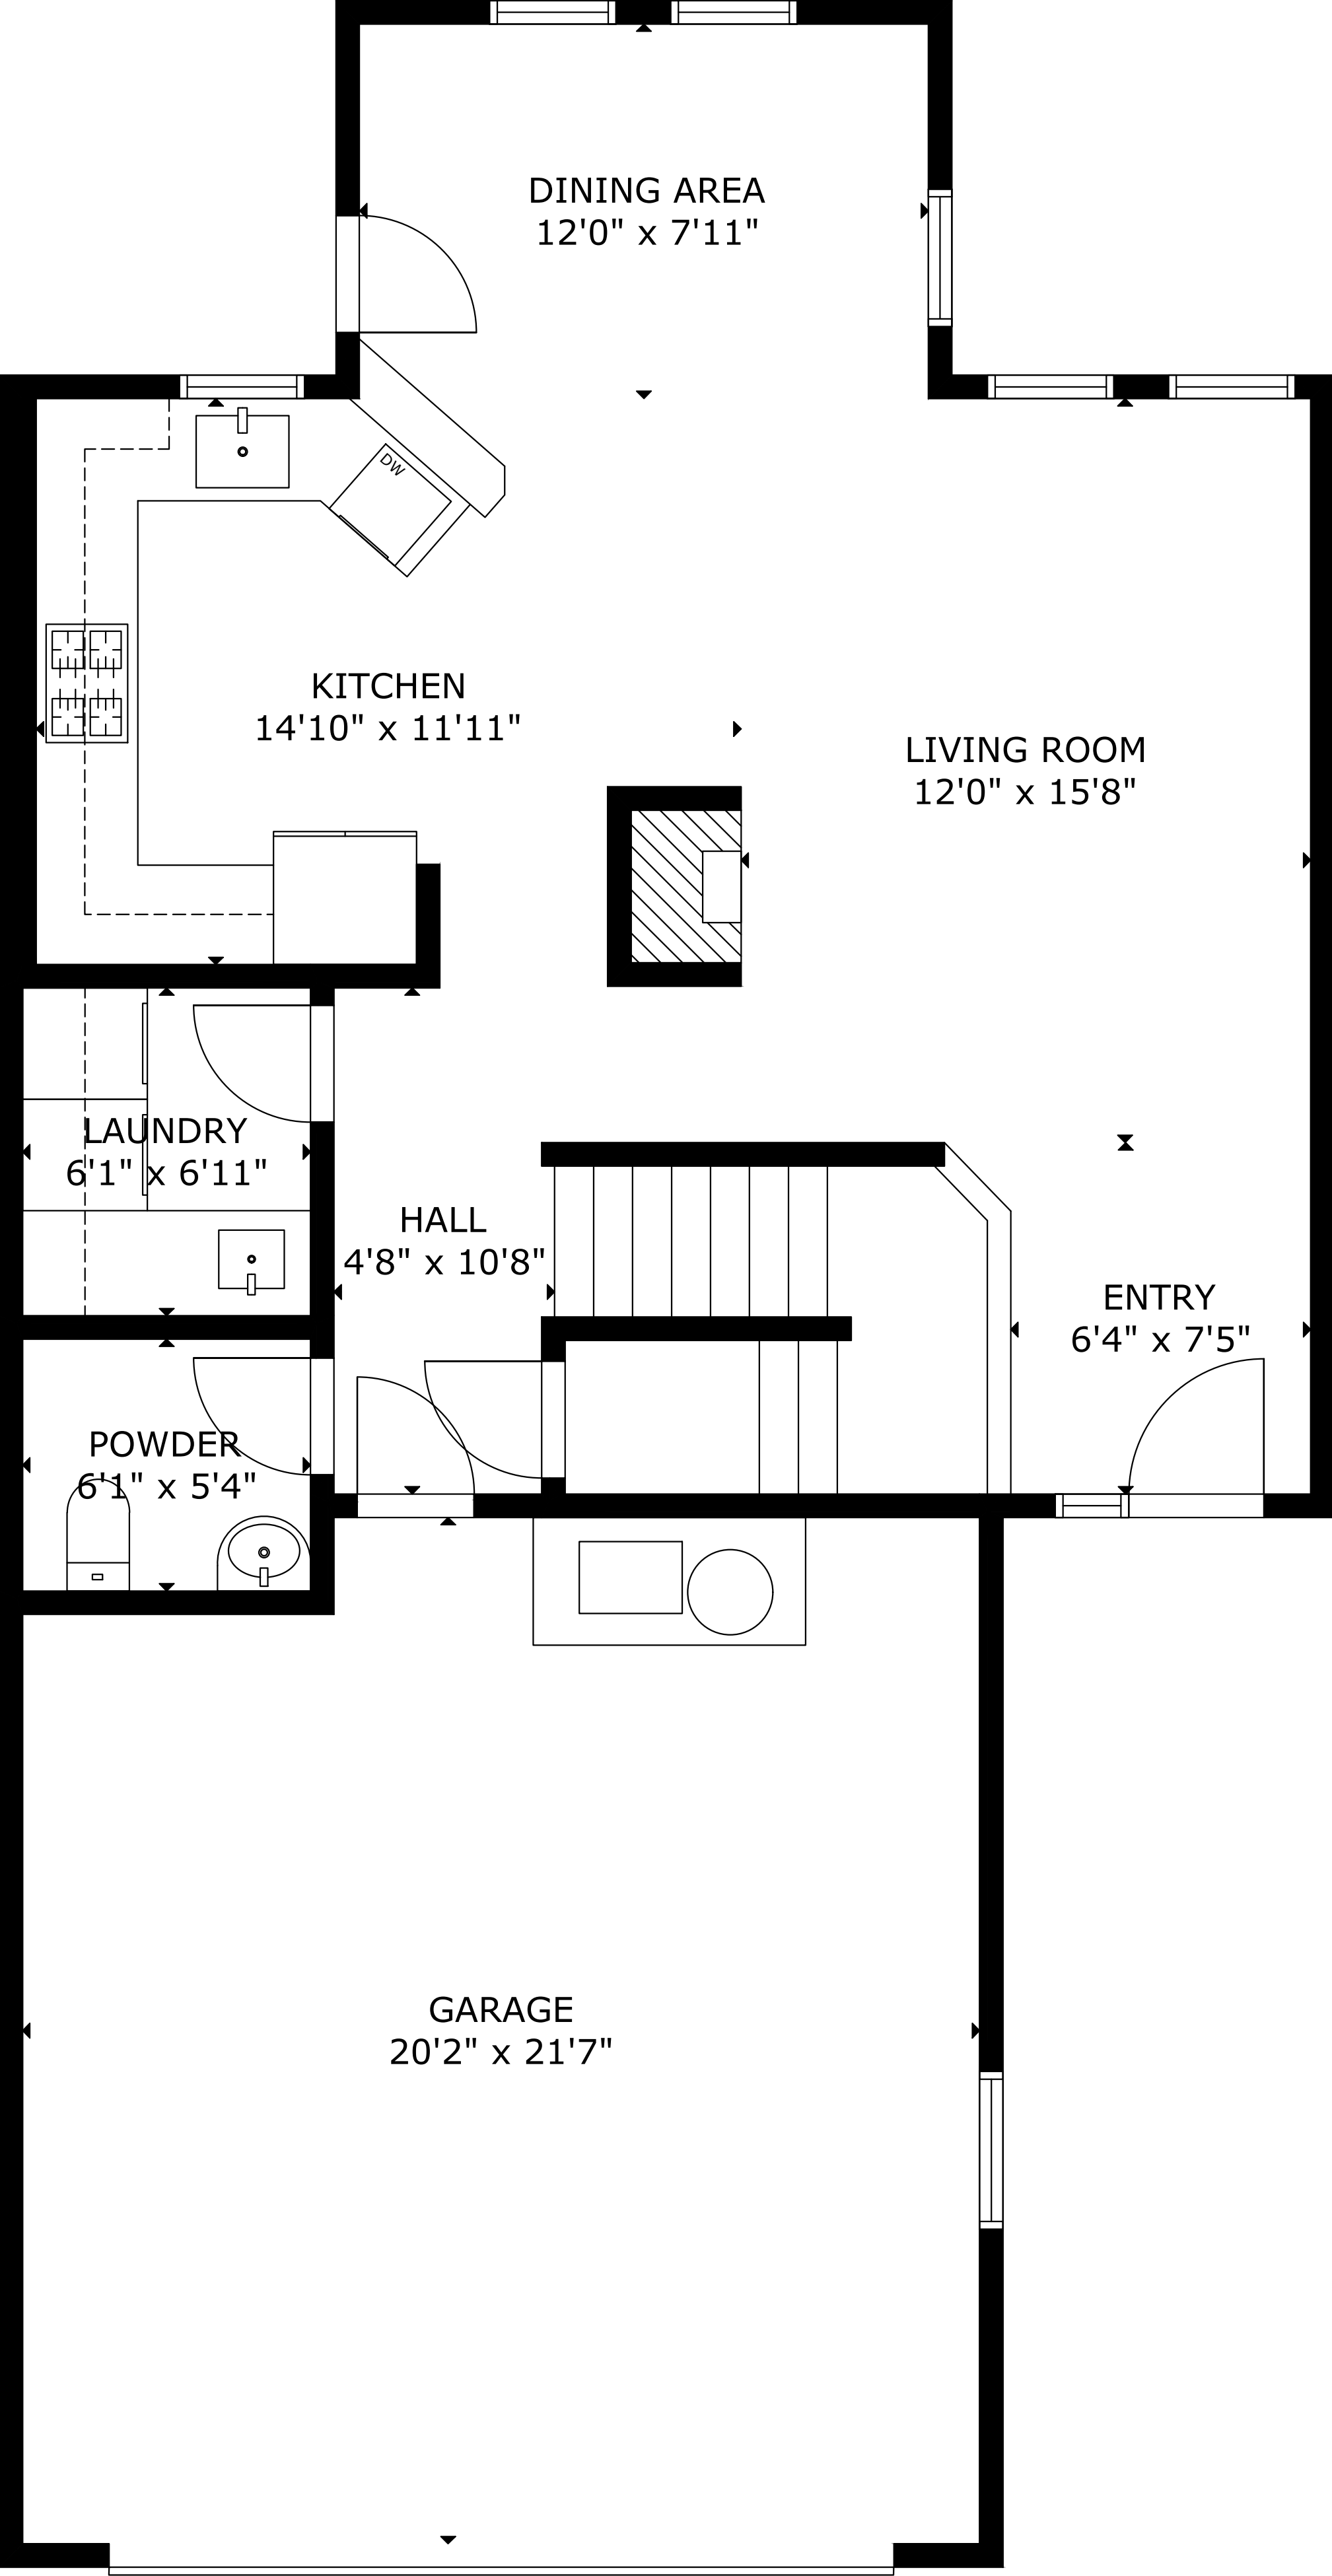 DINING AREA
12'0" x 7'11"
DW
KITCHEN
14'10" x 11'11"
LIVING ROOM
12'0" x 15'8"
LAUNDRY
6'1" x 6'11"
HALL
4'8" x 10'8"
ENTRY
6'4" x 7'5"
POWDER
6'1" x 5'4"
GARAGE
20'2" x 21'7"